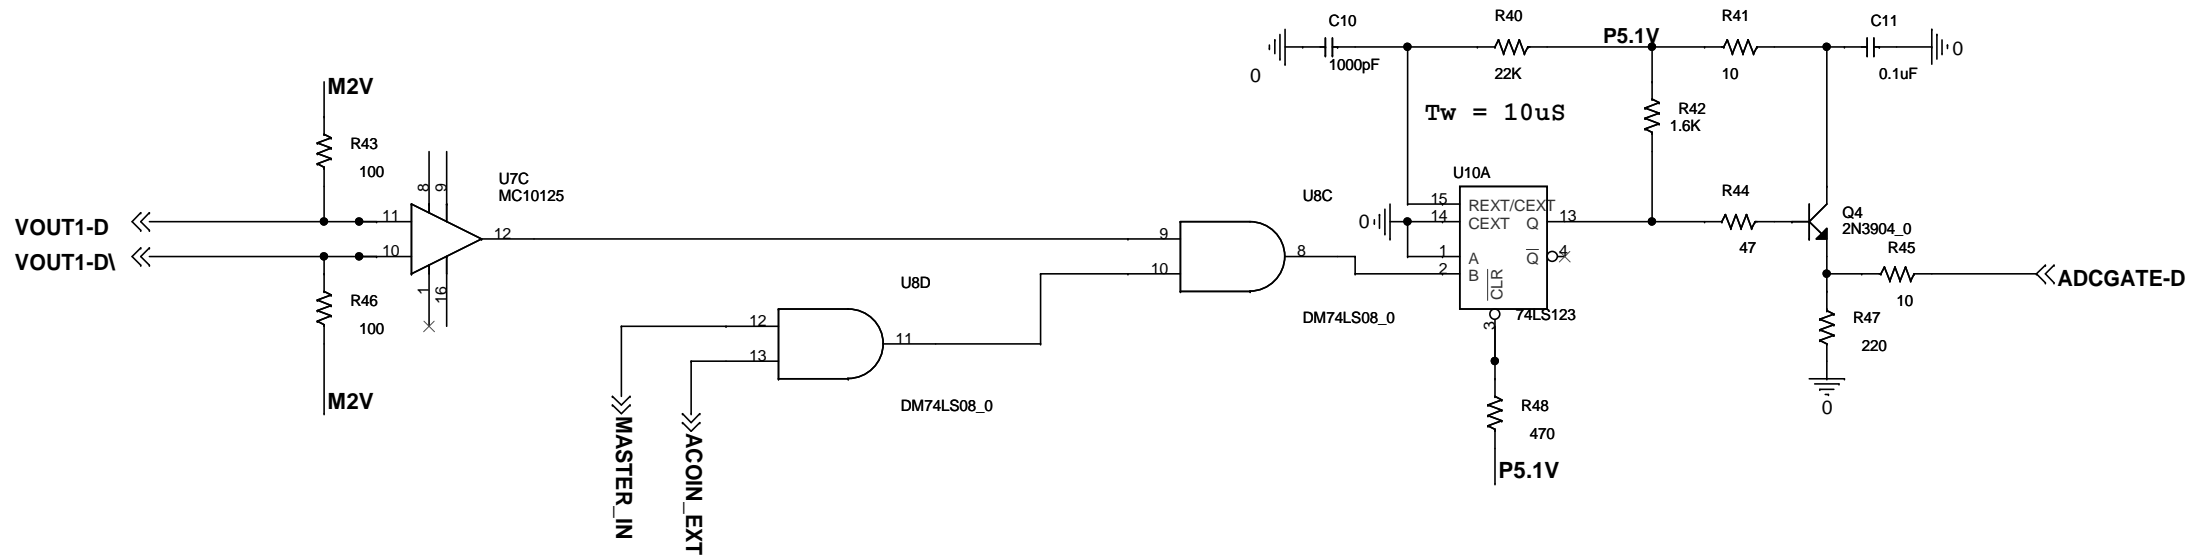 C10
R40
R41
C11
P5.1V
0
1000pF
22K
10
0.1uF
0
M2V
Tw = 10uS
R42
1.6K
R43
100
U7C
MC10125
U10A
U8C
R44
47
Q4
2N3904_0
R45
10
8
9
VOUT1-D
11
12
VOUT1-D\
10
1
16
R46
100
M2V
9
10
8
0
15
14
1
2
REXT/CEXT
CEXT
Q
A
B
Q
CLR
13
4
3
74LS123
ADCGATE-D
U8D
12
13
11
DM74LS08_0
DM74LS08_0
R47
220
0
R48
470
P5.1V
MASTER_IN
ACOIN_EXT